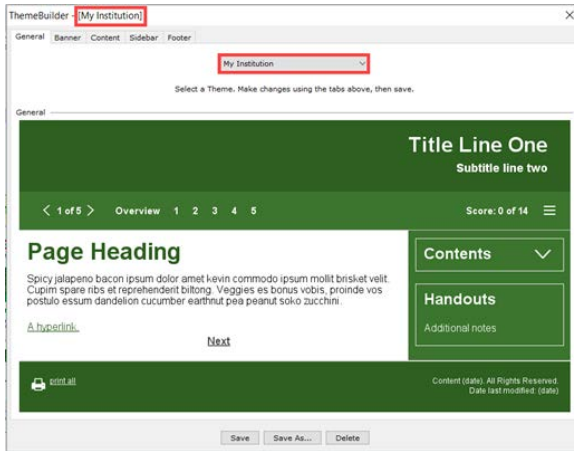 ThemeBuilder - [My Institution]
General Banner Content Sidebar Footer
My Institution
Select a Theme. Make changes using the tabs above, then save.
General
Title Line One
Subtitle line two
1 of 5 Overview 1 2 3 4 5 Score: 0 of 14
Page Heading
Spicy jalapeno bacon ipsum dolor amet kevin commodo ipsum mollit brisket velit.
Cupim spare ribs et reprehenderit biltong. Veggies es bonus vobis, proinde vos
postulo essum dandelion cucumber earthnut pea peanut soko zucchini.
A hyperlink.
Next
Contents
Handouts
Additional notes
print all
Content (date). All Rights Reserved.
Date last modified: (date)
Save Save As... Delete